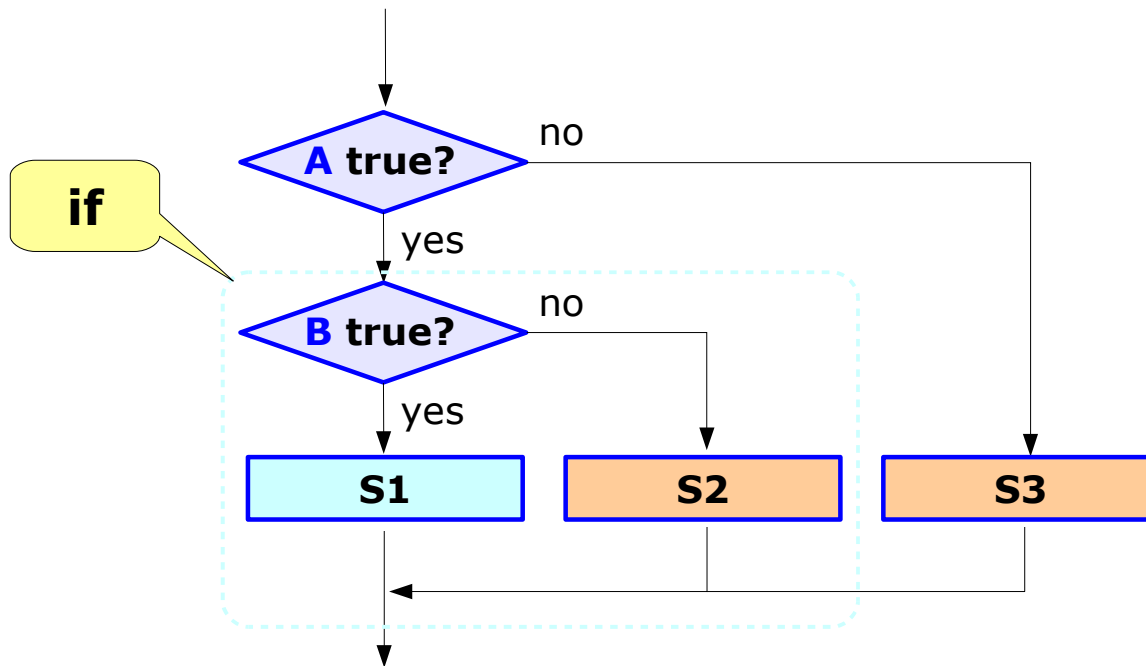 no
A true?
if
yes
no
B true?
yes
S1
S2
S3